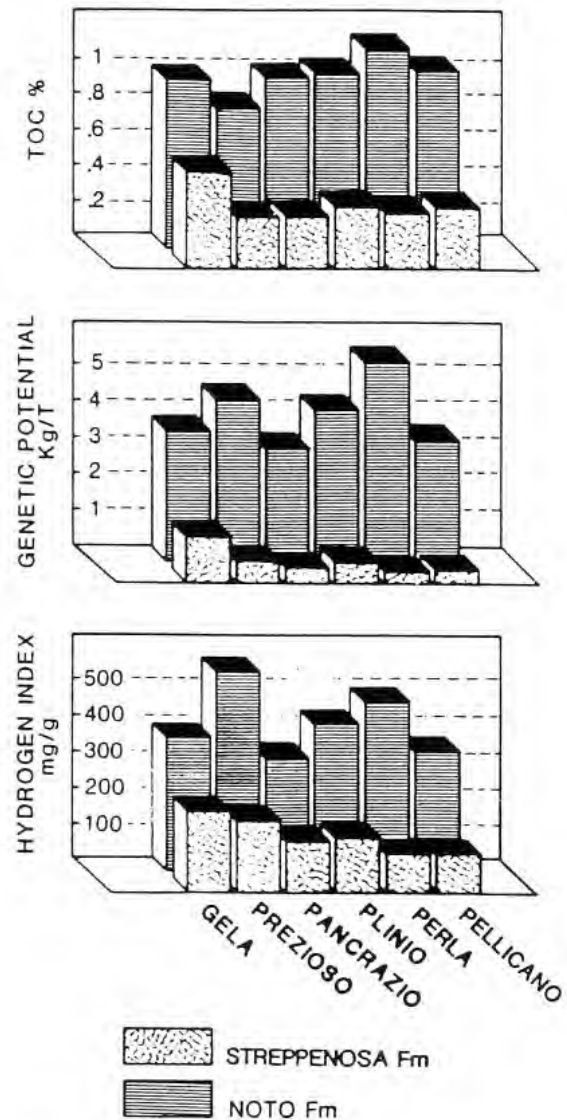 TOC %
1
.8
.6
.4
.2
GENETIC POTENTIAL
Kg/T
5
4
3
2
1
HYDROGEN INDEX
mg/g
500
400
300
200
100
GELA
PREZIOSO
PANCRAZIO
PLINIO
PERLA
PELLICANO
STREPPENOSA Fm
NOTO Fm